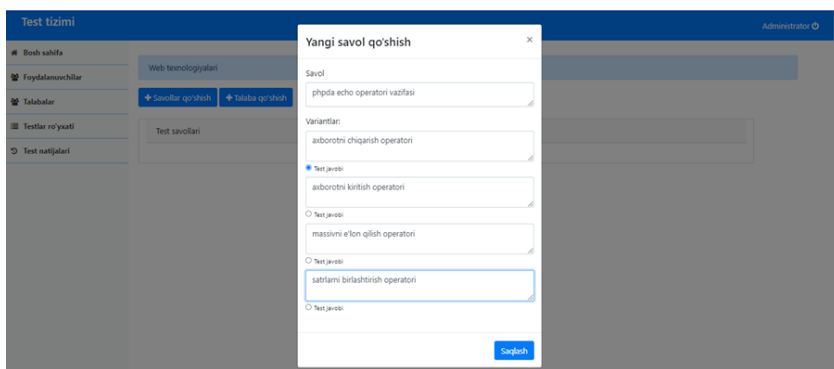 Test tizimi
Administrator
Bosh sahifa
Foydalanuvchilar
Talabalar
Testlar ro'yxati
Test natijalari
Web texnologiyalari
+ Savollar qo'shish
+ Talaba qo'shish
Test savollari
Yangi savol qo'shish
×
Savol
phpda echo operatori vazifasi
Variantlar:
axborotni chiqarish operatori
Test javobi
axborotni kiritish operatori
Test javobi
massivni e'lon qilish operatori
Test javobi
satrlarni birlashtirish operatori
Test javobi
Saqlash